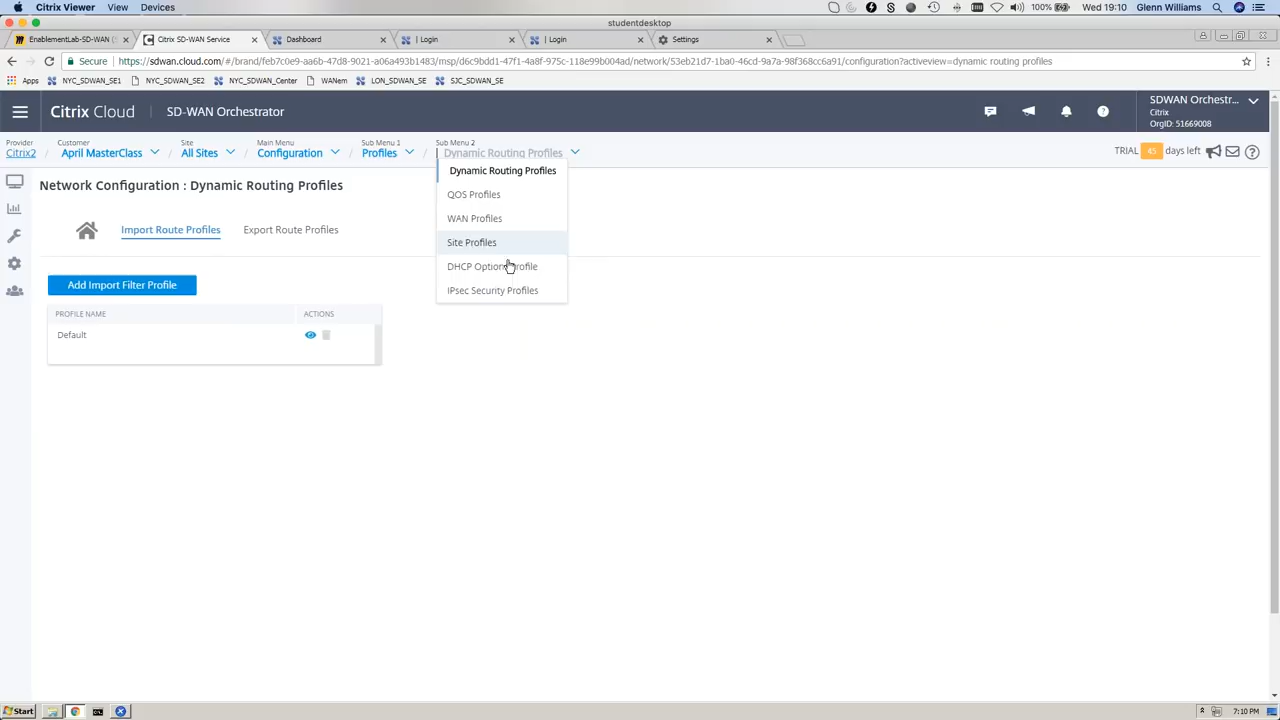 Citrix Viewer View Devices
100% Wed 19:10 Glenn Williams
studentdesktop
EnablementLab-SD-WAN [S
Citrix SD-WAN Service
Dashboard
| Login
| Login
Settings
Secure https://sdwan.cloud.com/#/brand/feb7c0e9-aa6b-47d8-9021-a06a493b1483/msp/d6c9bdd1-47f1-4a8f-975c-118e99b004ad/network/53eb21d7-1ba0-46cd-9a7a-98f368cc6a91/configuration?activeview=dynamic routing profiles
Apps NYC_SDWAN_SE1 NYC_SDWAN_SE2 NYC_SDWAN_Center WANem LON_SDWAN_SE SJC_SDWAN_SE
Citrix Cloud SD-WAN Orchestrator
SDWAN Orchestr...
Citrix
OrgID: 51669008
Provider Customer Site Main Menu Sub Menu 1 Sub Menu 2
Citrix2 / April MasterClass / All Sites / Configuration / Profiles / Dynamic Routing Profiles
TRIAL 45 days left
Dynamic Routing Profiles
QOS Profiles
WAN Profiles
Site Profiles
DHCP Option Profile
IPsec Security Profiles
Network Configuration : Dynamic Routing Profiles
Import Route Profiles Export Route Profiles
Add Import Filter Profile
PROFILE NAME ACTIONS
Default
Start
7:10 PM